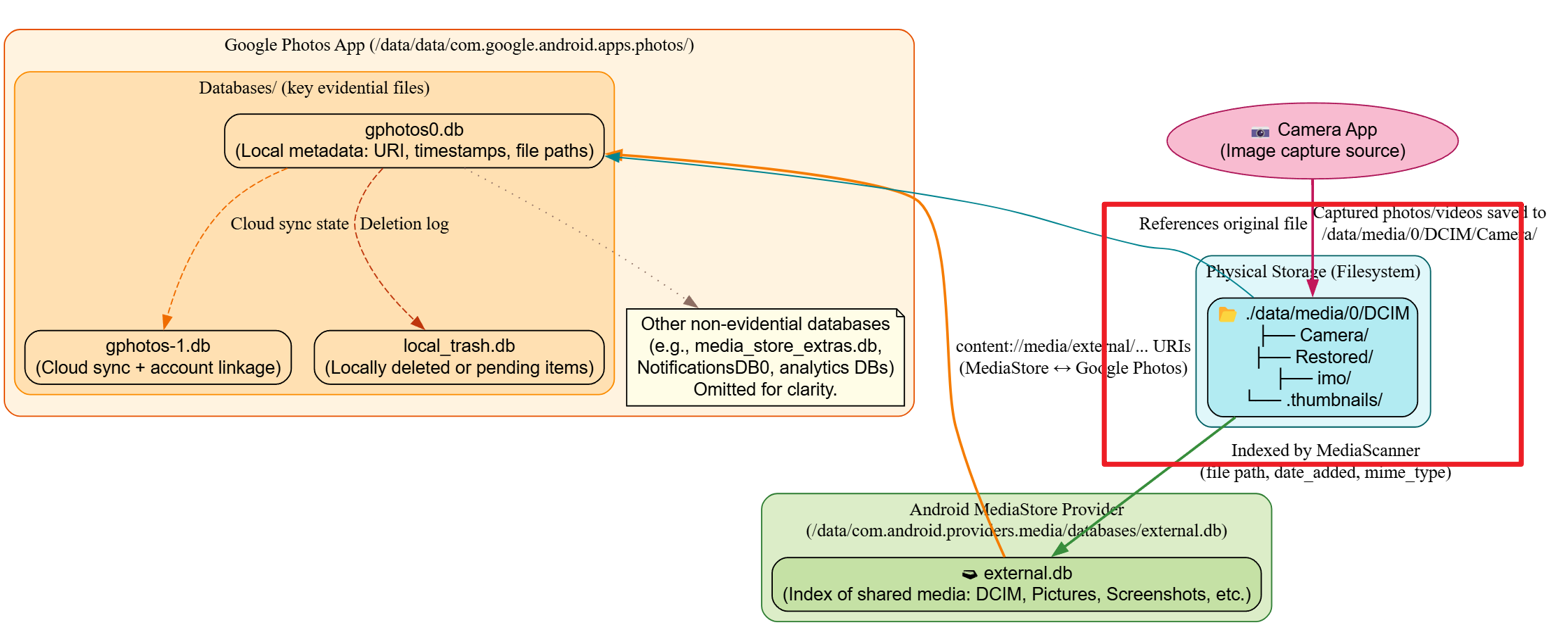 Google Photos App (/data/data/com.google.android.apps.photos/)
Databases/ (key evidential files)
gphotos0.db
(Local metadata: URI, timestamps, file paths)
Cloud sync state
Deletion log
gphotos-1.db
(Cloud sync + account linkage)
local_trash.db
(Locally deleted or pending items)
Other non-evidential databases
(e.g., media_store_extras.db,
NotificationsDB0, analytics DBs)
Omitted for clarity.
Camera App
(Image capture source)
References original file
Captured photos/videos saved to
/data/media/0/DCIM/Camera/
Physical Storage (Filesystem)
./data/media/0/DCIM
├── Camera/
├── Restored/
├── imo/
└── .thumbnails/
content://media/external/... URIs
(MediaStore ↔ Google Photos)
Indexed by MediaScanner
(file path, date_added, mime_type)
Android MediaStore Provider
(/data/com.android.providers.media/databases/external.db)
external.db
(Index of shared media: DCIM, Pictures, Screenshots, etc.)